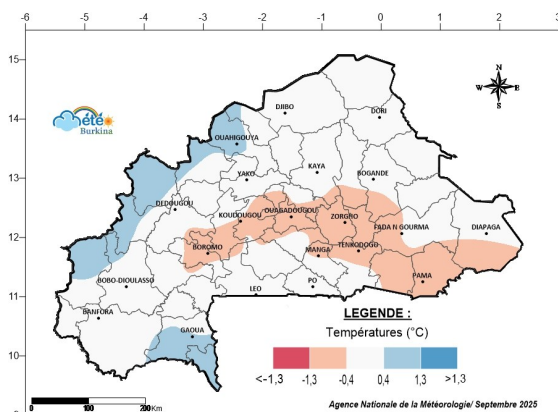 -6 -5 -4 -3 -2 -1 0 1 2 3
15
14
13
12
11
10
Météo
Burkina
N
W E
S
DJIBO
DORI
OUAHIGOUYA
KAYA
BOGANDE
YAKO
DEDOUGOU
KOUDOUGOU
OUAGADOUGOU
ZORGHO
FADA N GOURMA
DIAPAGA
BOROMO
MANGA
TENKODOGO
PAMA
BOBO-DIOULASSO
LEO
PO
BANFORA
GAOUA
LEGENDE :
Températures (°C)
<-1,3 -1,3 -0,4 0,4 1,3 >1,3
0 100 200
Km
Agence Nationale de la Météorologie/ Septembre 2025